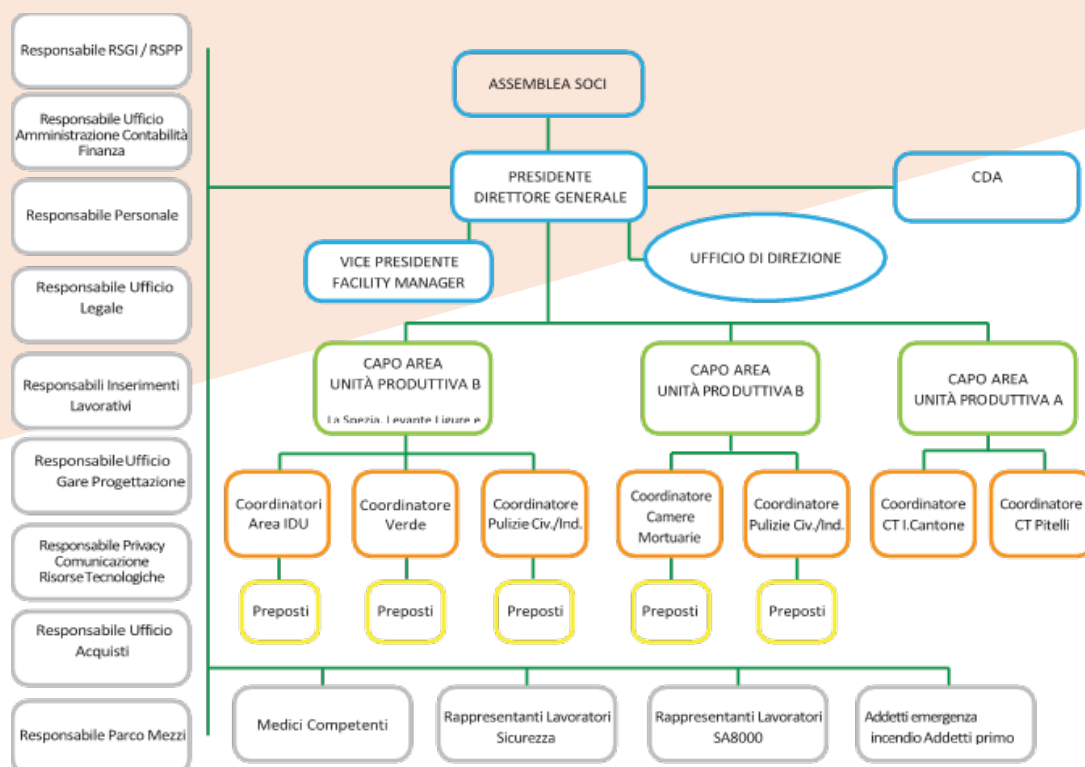 Responsabile RSGI / RSPP
Responsabile Ufficio
Amministrazione Contabilità
Finanza
Responsabile Personale
Responsabile Ufficio
Legale
Responsabili Inserimenti
Lavorativi
Responsabile Ufficio
Gare Progettazione
Responsabile Privacy
Comunicazione
Risorse Tecnologiche
Responsabile Ufficio
Acquisti
Responsabile Parco Mezzi
ASSEMBLEA SOCI
PRESIDENTE
DIRETTORE GENERALE
CDA
VICE PRESIDENTE
FACILITY MANAGER
UFFICIO DI DIREZIONE
CAPO AREA
UNITÀ PRODUTTIVA B
La Spezia, Levante Ligure e
CAPO AREA
UNITÀ PRODUTTIVA B
CAPO AREA
UNITÀ PRODUTTIVA A
Coordinatori
Area IDU
Coordinatore
Verde
Coordinatore
Pulizie Civ./Ind.
Coordinatore
Camere
Mortuarie
Coordinatore
Pulizie Civ./Ind.
Coordinatore
CT I.Cantone
Coordinatore
CT Pitelli
Preposti
Preposti
Preposti
Preposti
Preposti
Medici Competenti
Rappresentanti Lavoratori
Sicurezza
Rappresentanti Lavoratori
SA8000
Addetti emergenza
incendio Addetti primo